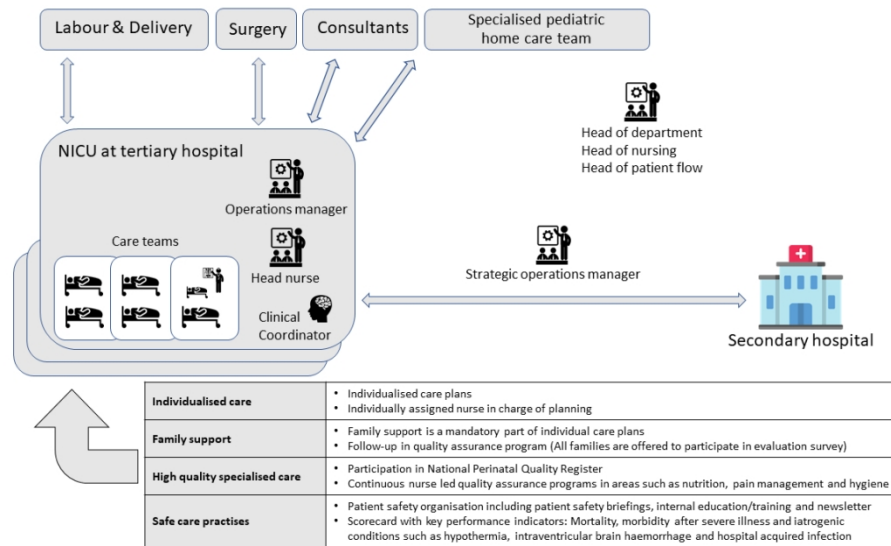 Labour & Delivery
Surgery
Consultants
Specialised pediatric
home care team
Head of department
Head of nursing
Head of patient flow
NICU at tertiary hospital
Operations manager
Care teams
Head nurse
Clinical
Coordinator
Strategic operations manager
Secondary hospital
Individualised care
• Individualised care plans
• Individually assigned nurse in charge of planning
Family support
• Family support is a mandatory part of individual care plans
• Follow-up in quality assurance program (All families are offered to participate in evaluation survey)
High quality specialised care
• Participation in National Perinatal Quality Register
• Continuous nurse led quality assurance programs in areas such as nutrition, pain management and hygiene
Safe care practises
• Patient safety organisation including patient safety briefings, internal education/training and newsletter
• Scorecard with key performance indicators: Mortality, morbidity after severe illness and iatrogenic
conditions such as hypothermia, intraventricular brain haemorrhage and hospital acquired infection